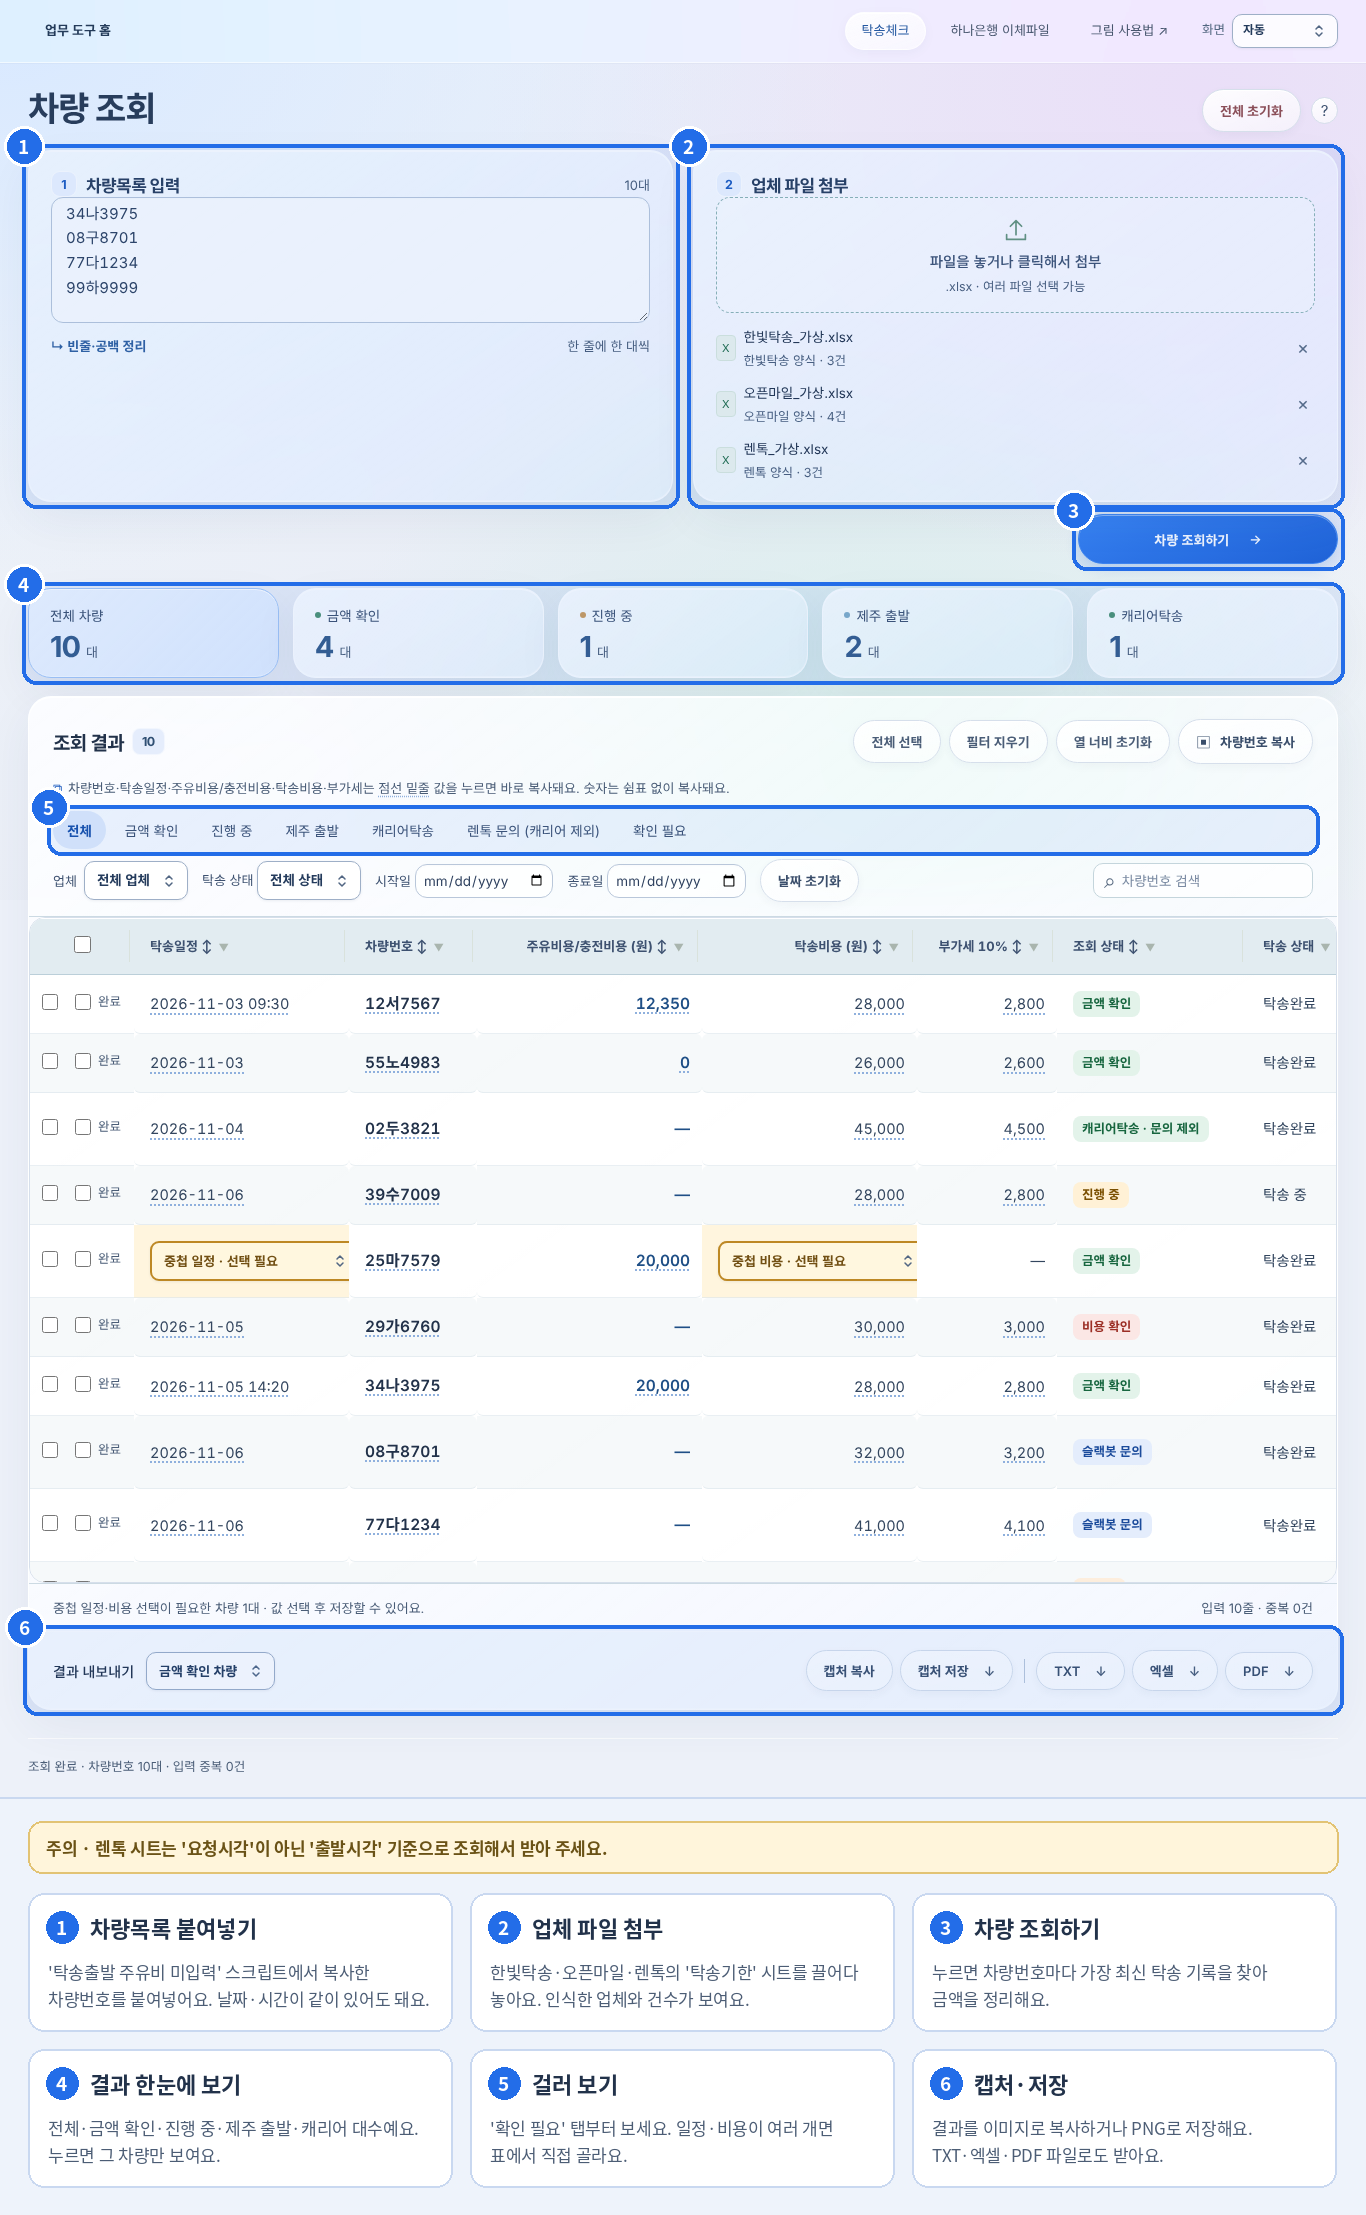 업무 도구 홈
탁송체크
하나은행 이체파일
그림 사용법 ↗
화면
자동
차량 조회
전체 초기화
?
1
2
1 차량목록 입력
10대
34나3975
08구8701
77다1234
99하9999
↳ 빈줄·공백 정리
한 줄에 한 대씩
2 업체 파일 첨부
파일을 놓거나 클릭해서 첨부
.xlsx · 여러 파일 선택 가능
X
한빛탁송_가상.xlsx
한빛탁송 양식 · 3건
×
X
오픈마일_가상.xlsx
오픈마일 양식 · 4건
×
X
렌톡_가상.xlsx
렌톡 양식 · 3건
×
3
차량 조회하기 →
4
전체 차량
10 대
금액 확인
4 대
진행 중
1 대
제주 출발
2 대
캐리어탁송
1 대
조회 결과 10
전체 선택
필터 지우기
열 너비 초기화
차량번호 복사
차량번호·탁송일정·주유비용/충전비용·탁송비용·부가세는 점선 밑줄 값을 누르면 바로 복사돼요. 숫자는 쉼표 없이 복사돼요.
5
전체 금액 확인 진행 중 제주 출발 캐리어탁송 렌톡 문의 (캐리어 제외) 확인 필요
업체 전체 업체 탁송 상태 전체 상태 시작일 mm/dd/yyyy 종료일 mm/dd/yyyy 날짜 초기화 차량번호 검색
탁송일정 ↕ ▼ 차량번호 ↕ ▼ 주유비용/충전비용 (원) ↕ ▼ 탁송비용 (원) ↕ ▼ 부가세 10% ↕ ▼ 조회 상태 ↕ ▼ 탁송 상태 ▼
완료 2026-11-03 09:30 12서7567 12,350 28,000 2,800 금액 확인 탁송완료
완료 2026-11-03 55노4983 0 26,000 2,600 금액 확인 탁송완료
완료 2026-11-04 02두3821 — 45,000 4,500 캐리어탁송 · 문의 제외 탁송완료
완료 2026-11-06 39수7009 — 28,000 2,800 진행 중 탁송 중
완료 중첩 일정 · 선택 필요 25마7579 20,000 중첩 비용 · 선택 필요 — 금액 확인 탁송완료
완료 2026-11-05 29가6760 — 30,000 3,000 비용 확인 탁송완료
완료 2026-11-05 14:20 34나3975 20,000 28,000 2,800 금액 확인 탁송완료
완료 2026-11-06 08구8701 — 32,000 3,200 슬랙봇 문의 탁송완료
완료 2026-11-06 77다1234 — 41,000 4,100 슬랙봇 문의 탁송완료
중첩 일정·비용 선택이 필요한 차량 1대 · 값 선택 후 저장할 수 있어요.
입력 10줄 · 중복 0건
6
결과 내보내기 금액 확인 차량 캡처 복사 캡처 저장 ↓ TXT ↓ 엑셀 ↓ PDF ↓
조회 완료 · 차량번호 10대 · 입력 중복 0건
주의 · 렌톡 시트는 '요청시각'이 아닌 '출발시각' 기준으로 조회해서 받아 주세요.
1 차량목록 붙여넣기
'탁송출발 주유비 미입력' 스크립트에서 복사한
차량번호를 붙여넣어요. 날짜·시간이 같이 있어도 돼요.
2 업체 파일 첨부
한빛탁송·오픈마일·렌톡의 '탁송기한' 시트를 끌어다
놓아요. 인식한 업체와 건수가 보여요.
3 차량 조회하기
누르면 차량번호마다 가장 최신 탁송 기록을 찾아
금액을 정리해요.
4 결과 한눈에 보기
전체·금액 확인·진행 중·제주 출발·캐리어 대수예요.
누르면 그 차량만 보여요.
5 걸러 보기
'확인 필요' 탭부터 보세요. 일정·비용이 여러 개면
표에서 직접 골라요.
6 캡처·저장
결과를 이미지로 복사하거나 PNG로 저장해요.
TXT·엑셀·PDF 파일로도 받아요.